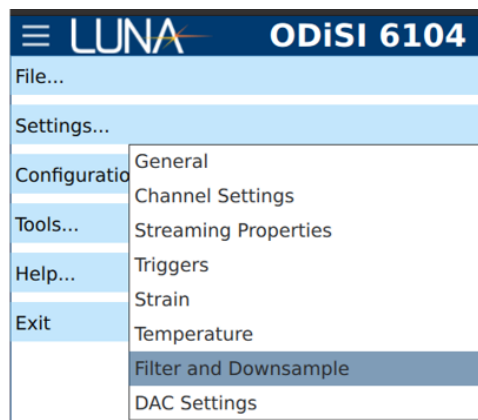 LUNA ODiSI 6104
File...
Settings...
General
Configuratio
Channel Settings
Tools...
Streaming Properties
Triggers
Help...
Strain
Exit
Temperature
Filter and Downsample
DAC Settings